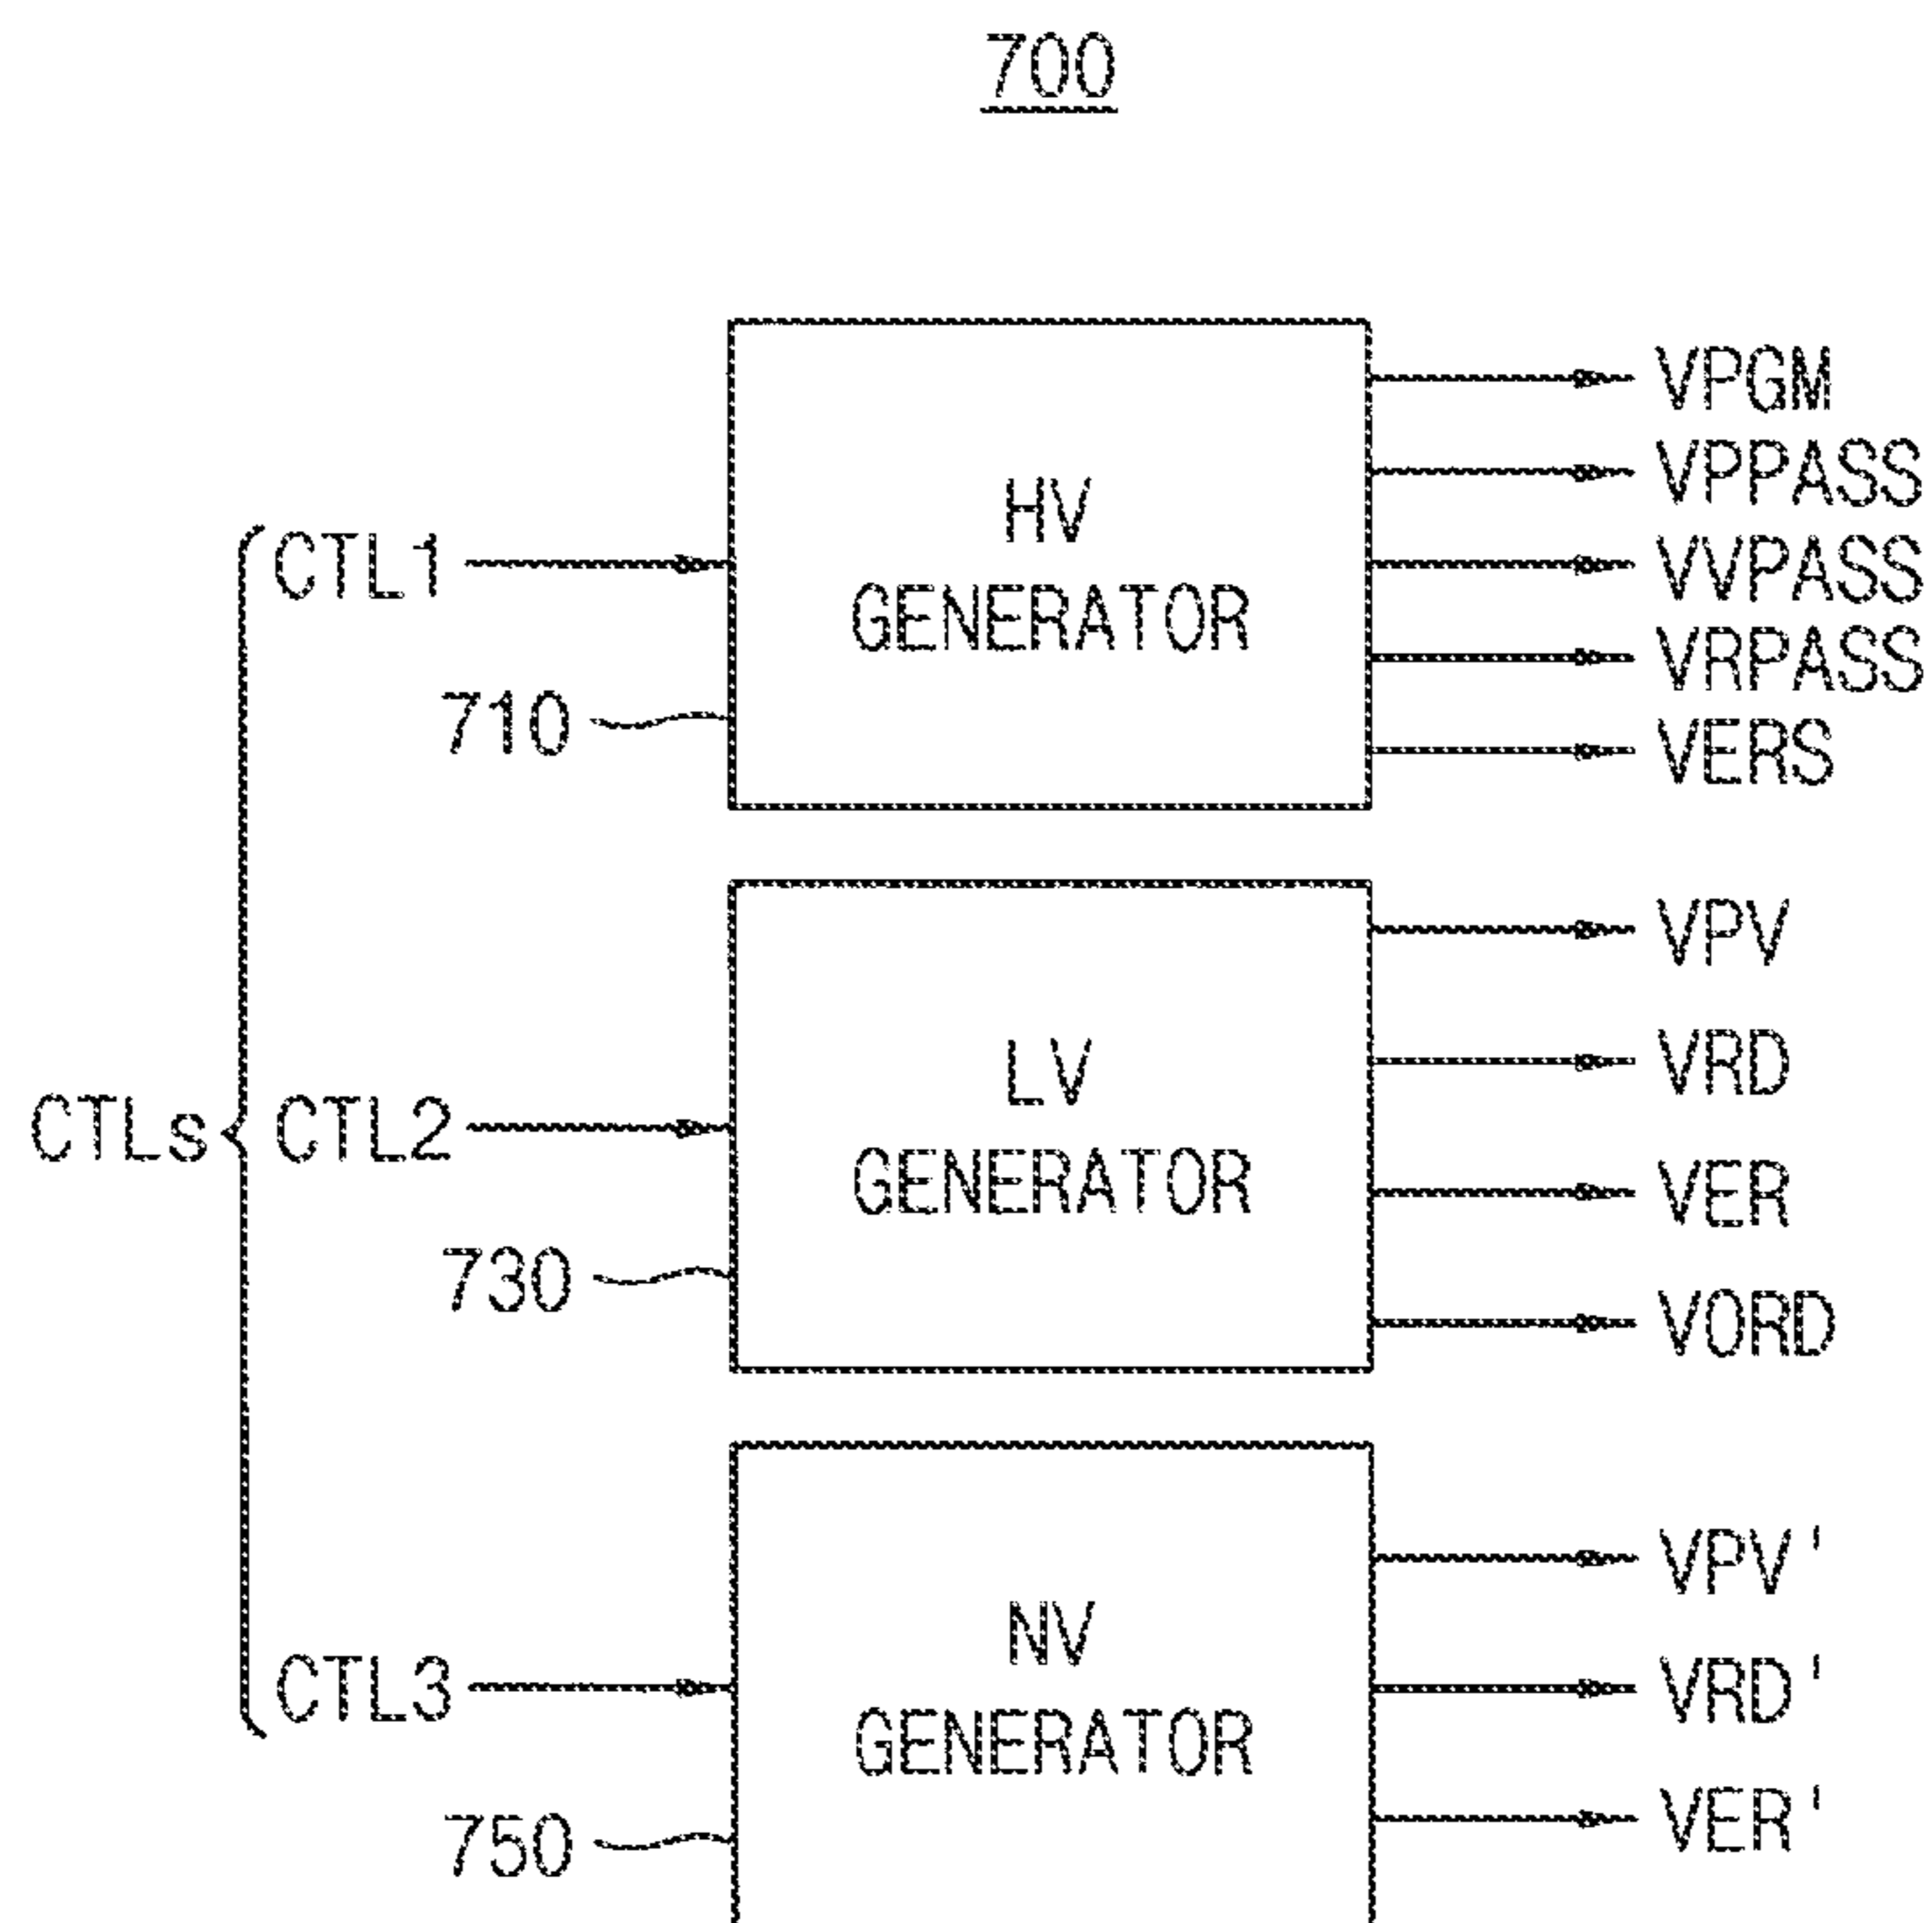 700
VPGM
VPPASS
HV
VVPASS
CTL1
GENERATOR
VRPASS
710
VERS
VPV
LV
VRD
CTLs
CTL2
GENERATOR
VER
730
VORD
VPV'
NV
CTL3
GENERATOR
VRD'
750
VER'